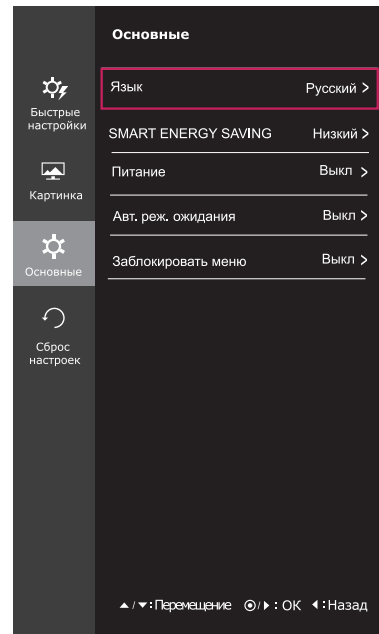 Основные
Быстрые
настройки
Картинка
Основные
Сброс
настроек
Язык Русский >
SMART ENERGY SAVING Низкий >
Питание Выкл >
Авт. реж. ожидания Выкл >
Заблокировать меню Выкл >
▲/▼:Перемещение ⦿/▶: ОК ◀:Назад